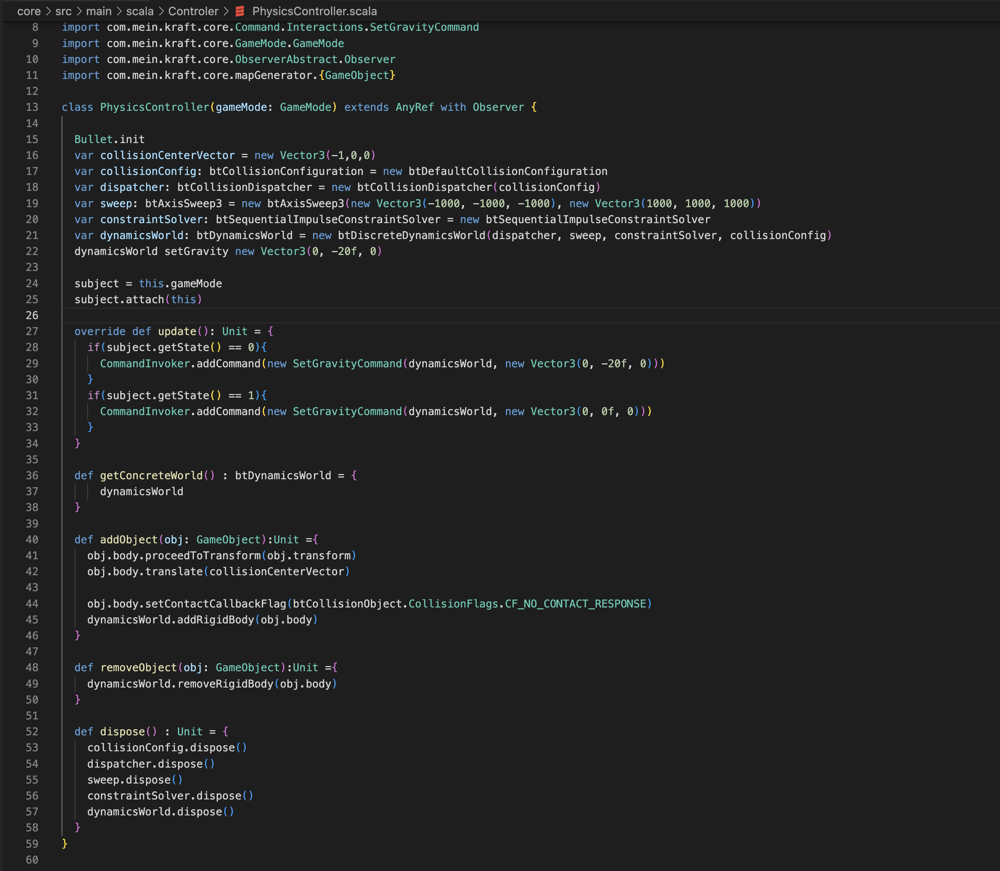 core > src > main > scala > Controler > PhysicsController.scala
8 import com.mein.kraft.core.Command.Interactions.SetGravityCommand
9 import com.mein.kraft.core.GameMode.GameMode
10 import com.mein.kraft.core.ObserverAbstract.Observer
11 import com.mein.kraft.core.mapGenerator.{GameObject}
12
13 class PhysicsController(gameMode: GameMode) extends AnyRef with Observer {
14
15   Bullet.init
16   var collisionCenterVector = new Vector3(-1,0,0)
17   var collisionConfig: btCollisionConfiguration = new btDefaultCollisionConfiguration
18   var dispatcher: btCollisionDispatcher = new btCollisionDispatcher(collisionConfig)
19   var sweep: btAxisSweep3 = new btAxisSweep3(new Vector3(-1000, -1000, -1000), new Vector3(1000, 1000, 1000))
20   var constraintSolver: btSequentialImpulseConstraintSolver = new btSequentialImpulseConstraintSolver
21   var dynamicsWorld: btDynamicsWorld = new btDiscreteDynamicsWorld(dispatcher, sweep, constraintSolver, collisionConfig)
22   dynamicsWorld setGravity new Vector3(0, -20f, 0)
23
24   subject = this.gameMode
25   subject.attach(this)
26
27   override def update(): Unit = {
28     if(subject.getState() == 0){
29       CommandInvoker.addCommand(new SetGravityCommand(dynamicsWorld, new Vector3(0, -20f, 0)))
30     }
31     if(subject.getState() == 1){
32       CommandInvoker.addCommand(new SetGravityCommand(dynamicsWorld, new Vector3(0, 0f, 0)))
33     }
34   }
35
36   def getConcreteWorld() : btDynamicsWorld = {
37       dynamicsWorld
38   }
39
40   def addObject(obj: GameObject):Unit ={
41     obj.body.proceedToTransform(obj.transform)
42     obj.body.translate(collisionCenterVector)
43
44     obj.body.setContactCallbackFlag(btCollisionObject.CollisionFlags.CF_NO_CONTACT_RESPONSE)
45     dynamicsWorld.addRigidBody(obj.body)
46   }
47
48   def removeObject(obj: GameObject):Unit ={
49     dynamicsWorld.removeRigidBody(obj.body)
50   }
51
52   def dispose() : Unit = {
53     collisionConfig.dispose()
54     dispatcher.dispose()
55     sweep.dispose()
56     constraintSolver.dispose()
57     dynamicsWorld.dispose()
58   }
59 }
60